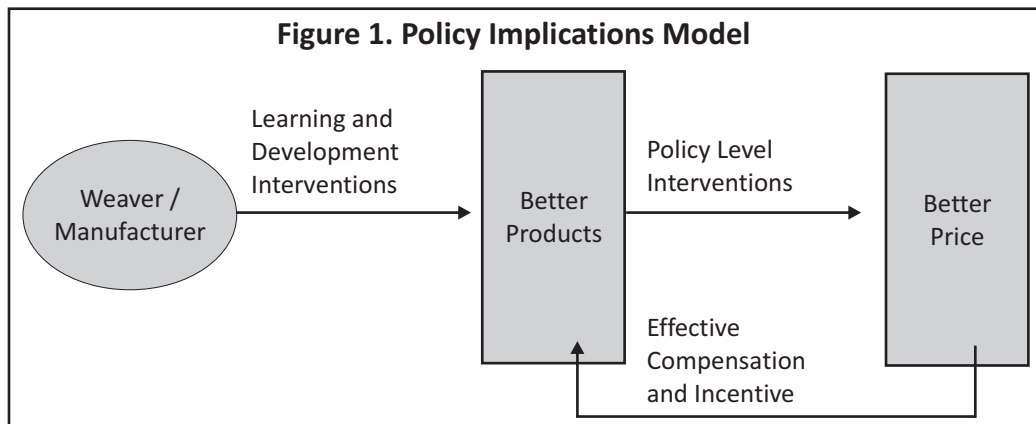 Figure 1. Policy Implications Model
Learning and
Development
Interventions
Weaver /
Manufacturer
Better
Products
Policy Level
Interventions
Better
Price
Effective
Compensation
and Incentive